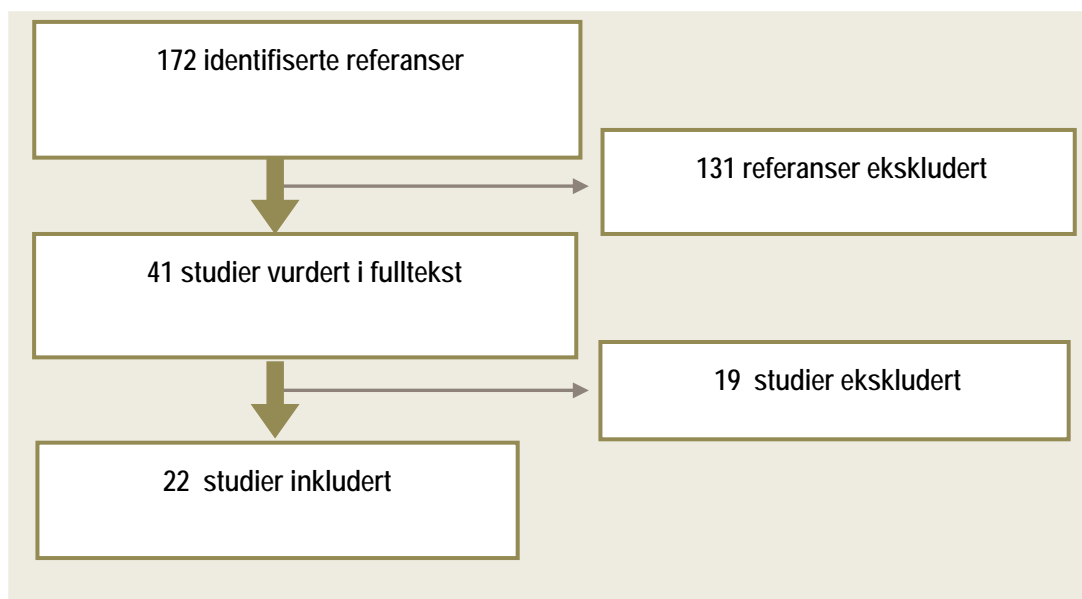 172 identifiserte referanser
131 referanser ekskludert
41 studier vurdert i fulltekst
19 studier ekskludert
22 studier inkludert